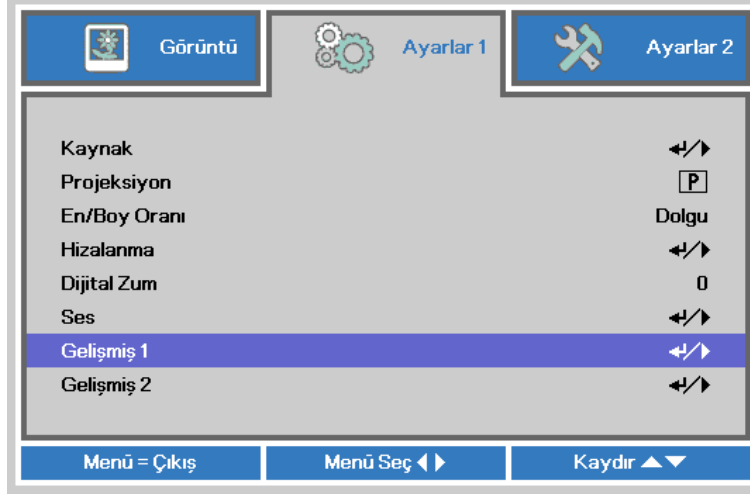 Görüntü Ayarlar 1 Ayarlar 2
Kaynak
Projeksiyon P
En/Boy Oranı Dolgu
Hizalanma
Dijital Zum 0
Ses
Gelişmiş 1
Gelişmiş 2
Menü = Çıkış Menü Seç Kaydır